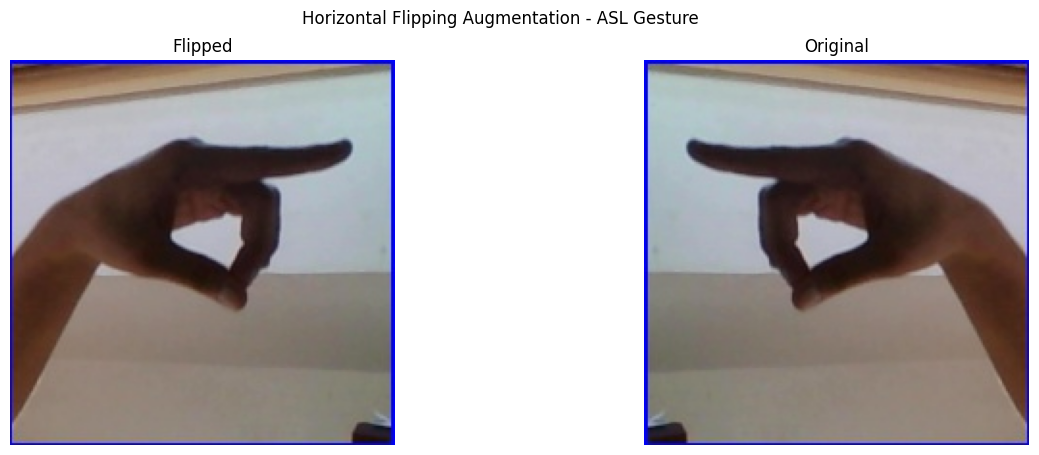 Horizontal Flipping Augmentation - ASL Gesture
Flipped
Original